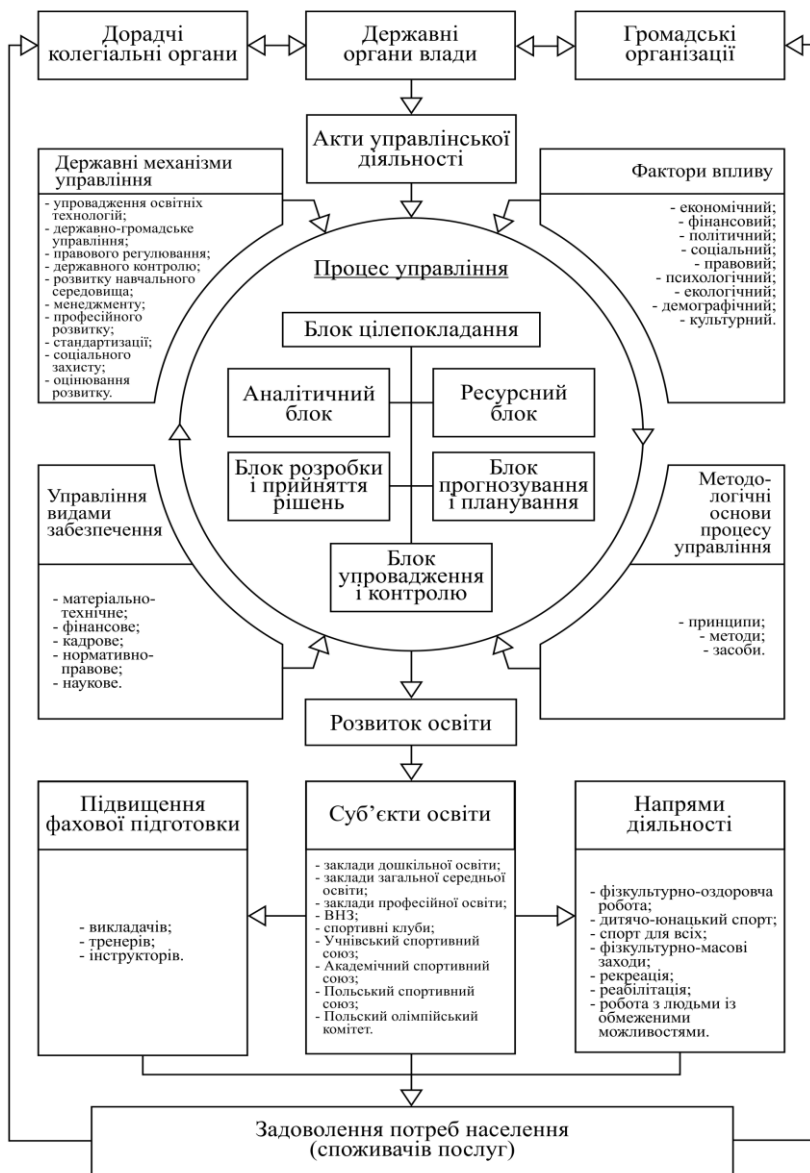 Дорадчі
колегіальні органи
Державні
органи влади
Громадські
організації
Акти управлінської
діяльності
Державні механізми
управління
- упровадження освітніх
технологій;
- державно-громадське
управління;
- правового регулювання;
- державного контролю;
- розвитку навчального
середовища;
- менеджменту;
- професійного
розвитку;
- стандартизації;
- соціального
захисту;
- оцінювання
розвитку.
Фактори впливу
- економічний;
- фінансовий;
- політичний;
- соціальний;
- правовий;
- психологічний;
- екологічний;
- демографічний;
- культурний.
Процес управління
Блок цілепокладання
Аналітичний
блок
Ресурсний
блок
Блок розробки
і прийняття
рішень
Блок
прогнозування
і планування
Блок
упровадження
і контролю
Управління
видами
забезпечення
- матеріально-
технічне;
- фінансове;
- кадрове;
- нормативно-
правове;
- наукове.
Методо-
логічні
основи
процесу
управління
- принципи;
- методи;
- засоби.
Розвиток освіти
Підвищення
фахової підготовки
- викладачів;
- тренерів;
- інструкторів.
Суб’єкти освіти
- заклади дошкільної освіти;
- заклади загальної середньої
освіти;
- заклади професійної освіти;
- ВНЗ;
- спортивні клуби;
- Учнівський спортивний
союз;
- Академічний спортивний
союз;
- Польський спортивний
союз;
- Польский олімпійський
комітет.
Напрями
діяльності
- фізкультурно-оздоровча
робота;
- дитячо-юнацький спорт;
- спорт для всіх;
- фізкультурно-масові
заходи;
- рекреація;
- реабілітація;
- робота з людьми із
обмеженими
можливостями.
Задоволення потреб населення
(споживачів послуг)